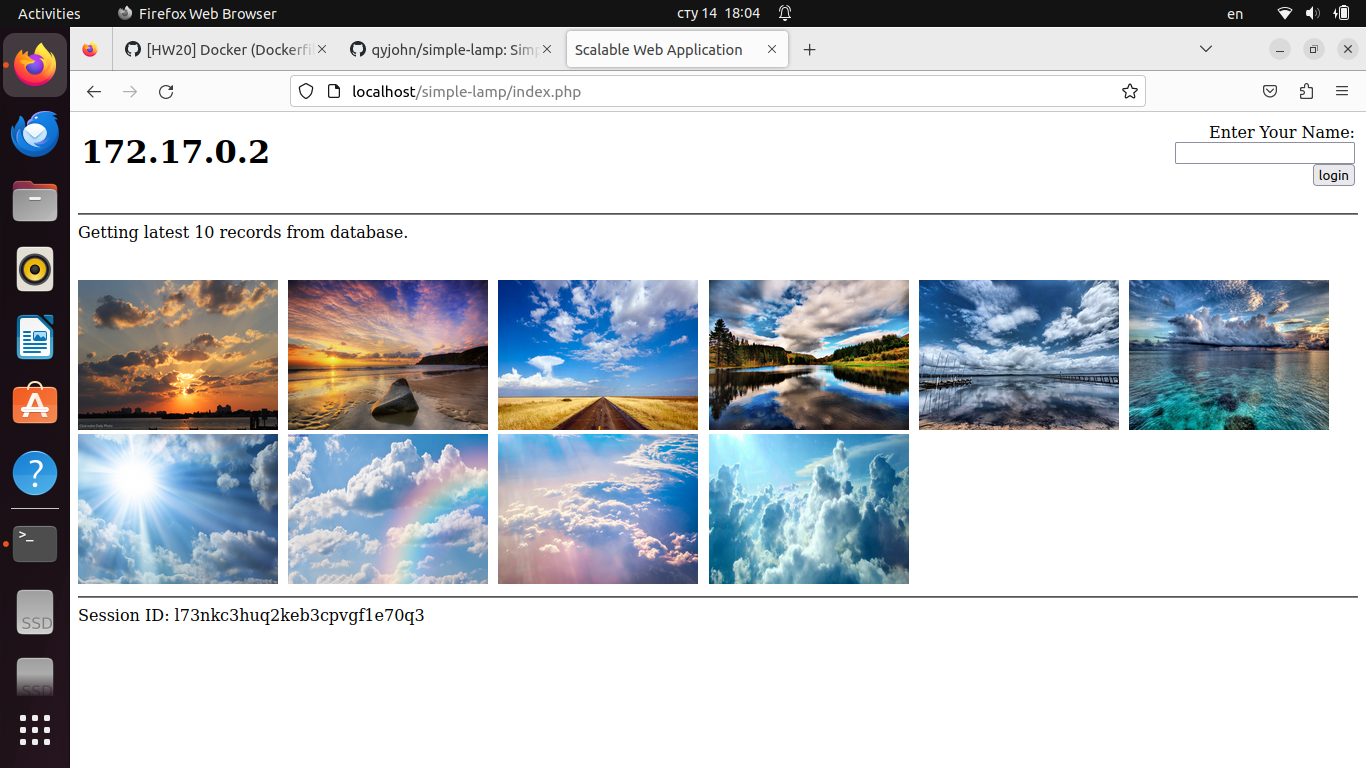 Activities
Firefox Web Browser
сту 14 18:04
en
[HW20] Docker (Dockerfil
qyjohn/simple-lamp: Simp
Scalable Web Application
localhost/simple-lamp/index.php
172.17.0.2
Enter Your Name:
login
Getting latest 10 records from database.
Session ID: l73nkc3huq2keb3cpvgf1e70q3
SSD
SSD